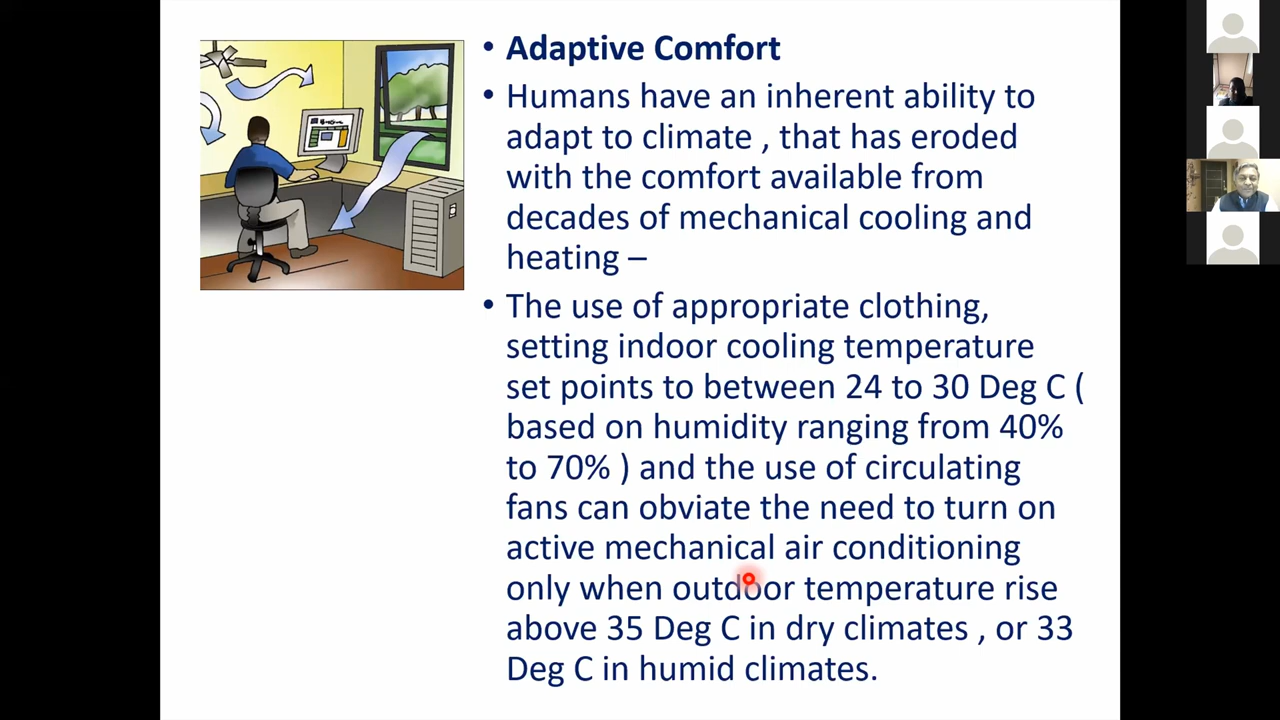 • Adaptive Comfort
• Humans have an inherent ability to
adapt to climate , that has eroded
with the comfort available from
decades of mechanical cooling and
heating –
• The use of appropriate clothing,
setting indoor cooling temperature
set points to between 24 to 30 Deg C (
based on humidity ranging from 40%
to 70% ) and the use of circulating
fans can obviate the need to turn on
active mechanical air conditioning
only when outdoor temperature rise
above 35 Deg C in dry climates , or 33
Deg C in humid climates.